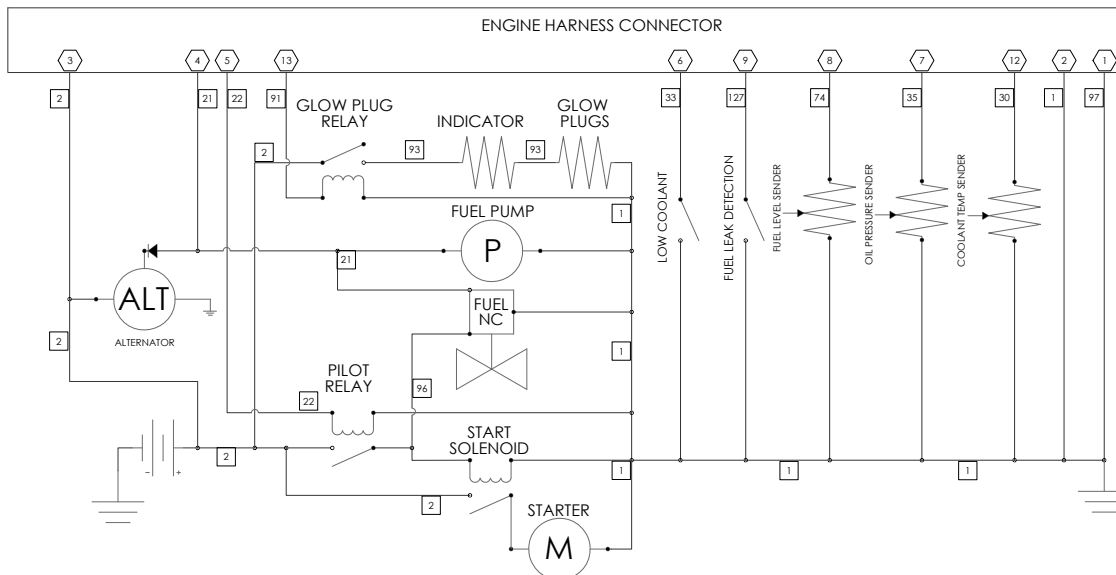 ENGINE HARNESS CONNECTOR
3 4 5 13 6 9 8 7 12 2 1
2 21 22 91 33 127 74 35 30 1 97
GLOW PLUG
RELAY
INDICATOR
GLOW
PLUGS
2 93 93
1
FUEL PUMP
P
21
LOW COOLANT
FUEL LEAK DETECTION
FUEL LEVEL SENDER
OIL PRESSURE SENDER
COOLANT TEMP SENDER
ALT
ALTERNATOR
FUEL
NC
2
1
PILOT
RELAY
96
22
START
SOLENOID
2
- +
1 1 1
2
STARTER
M